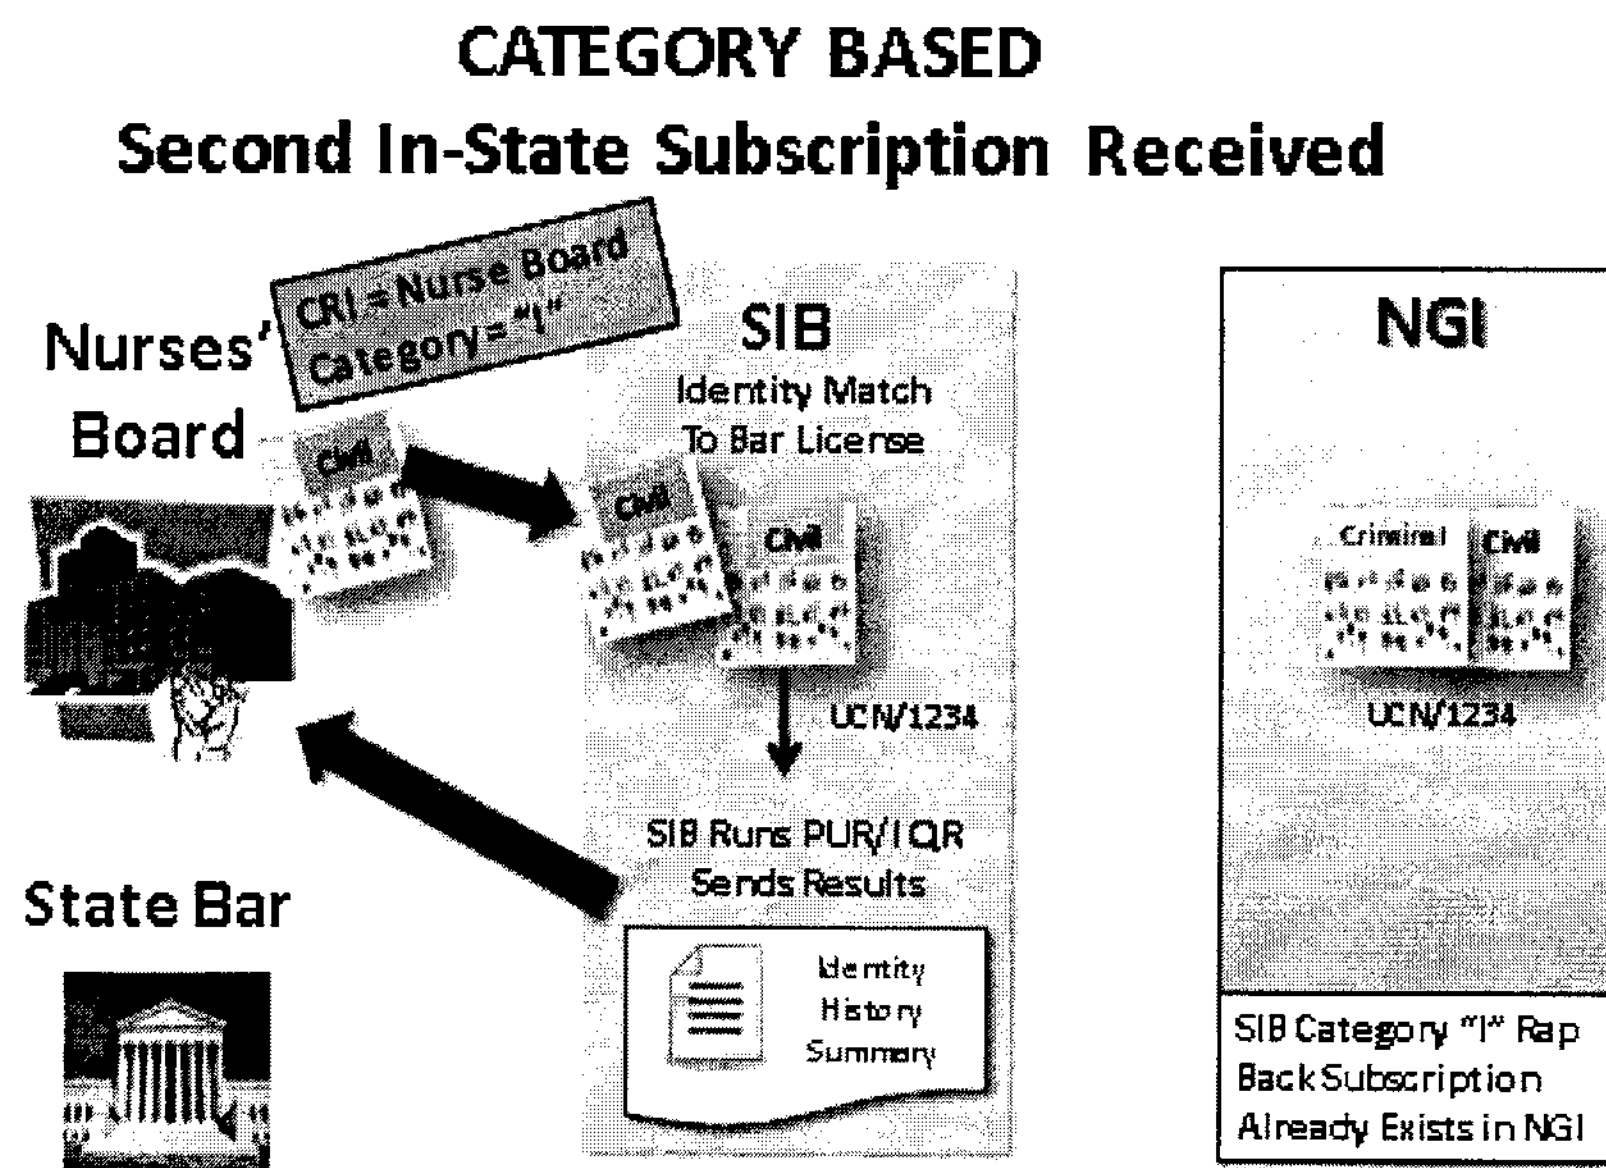 CATEGORY BASED
Second In-State Subscription Received
CRI = Nurse Board
Category = "I"
Nurses'
Board
Civil
SIB
Identity Match
To Bar License
Civil
Civil
UCN/1234
SIB Runs PUR/IQR
Sends Results
Identity
History
Summary
State Bar
NGI
Criminal
Civil
UCN/1234
SIB Category "I" Rap
Back Subscription
Already Exists in NGI